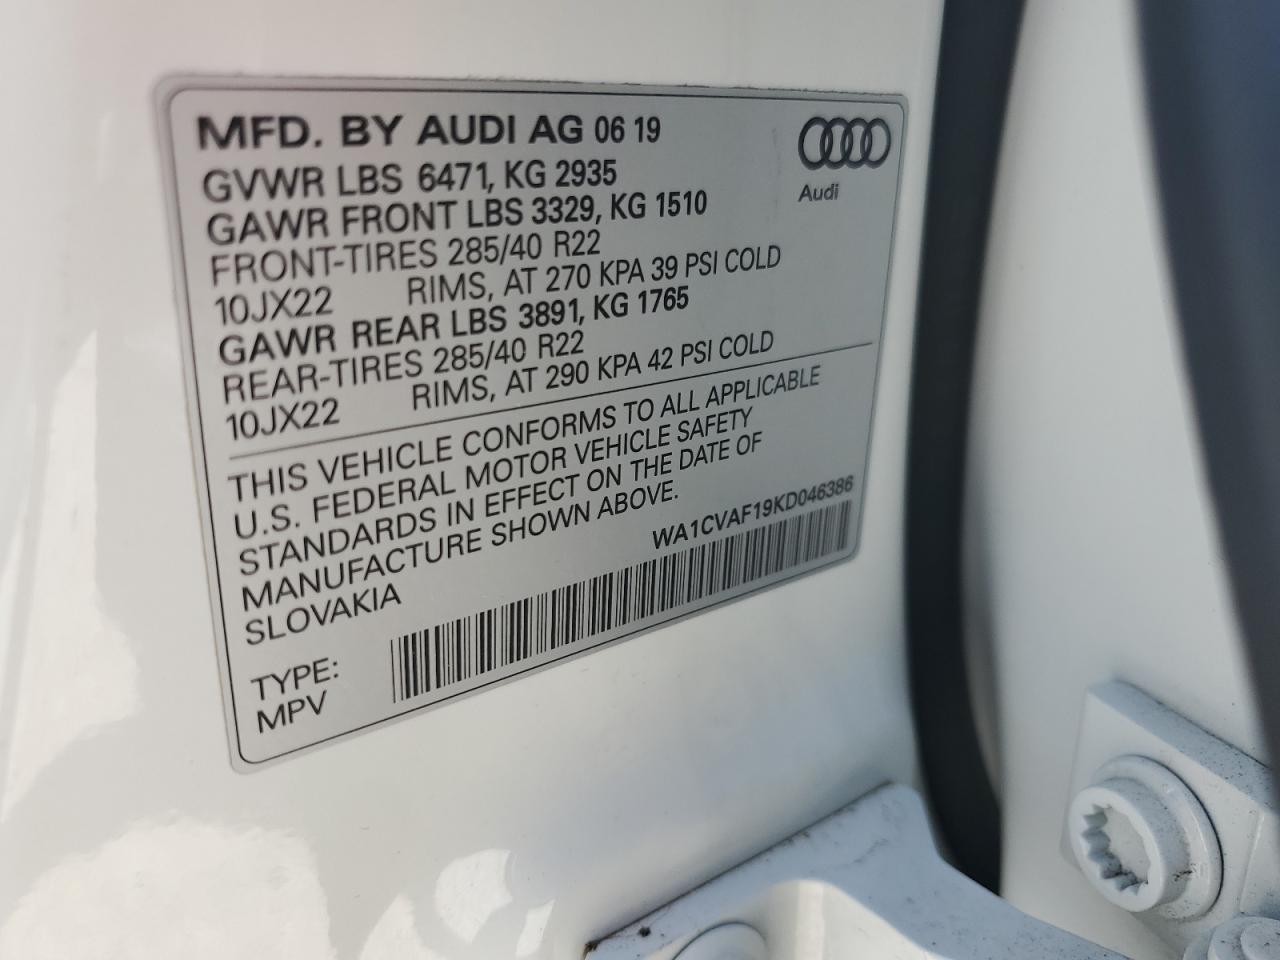 MFD. BY AUDI AG 06 19
Audi
GVWR LBS 6471, KG 2935
GAWR FRONT LBS 3329, KG 1510
FRONT-TIRES 285/40 R22
10JX22 RIMS, AT 270 KPA 39 PSI COLD
GAWR REAR LBS 3891, KG 1765
REAR-TIRES 285/40 R22
10JX22 RIMS, AT 290 KPA 42 PSI COLD
THIS VEHICLE CONFORMS TO ALL APPLICABLE
U.S. FEDERAL MOTOR VEHICLE SAFETY
STANDARDS IN EFFECT ON THE DATE OF
MANUFACTURE SHOWN ABOVE.
SLOVAKIA
WA1CVAF19KD046386
TYPE:
MPV